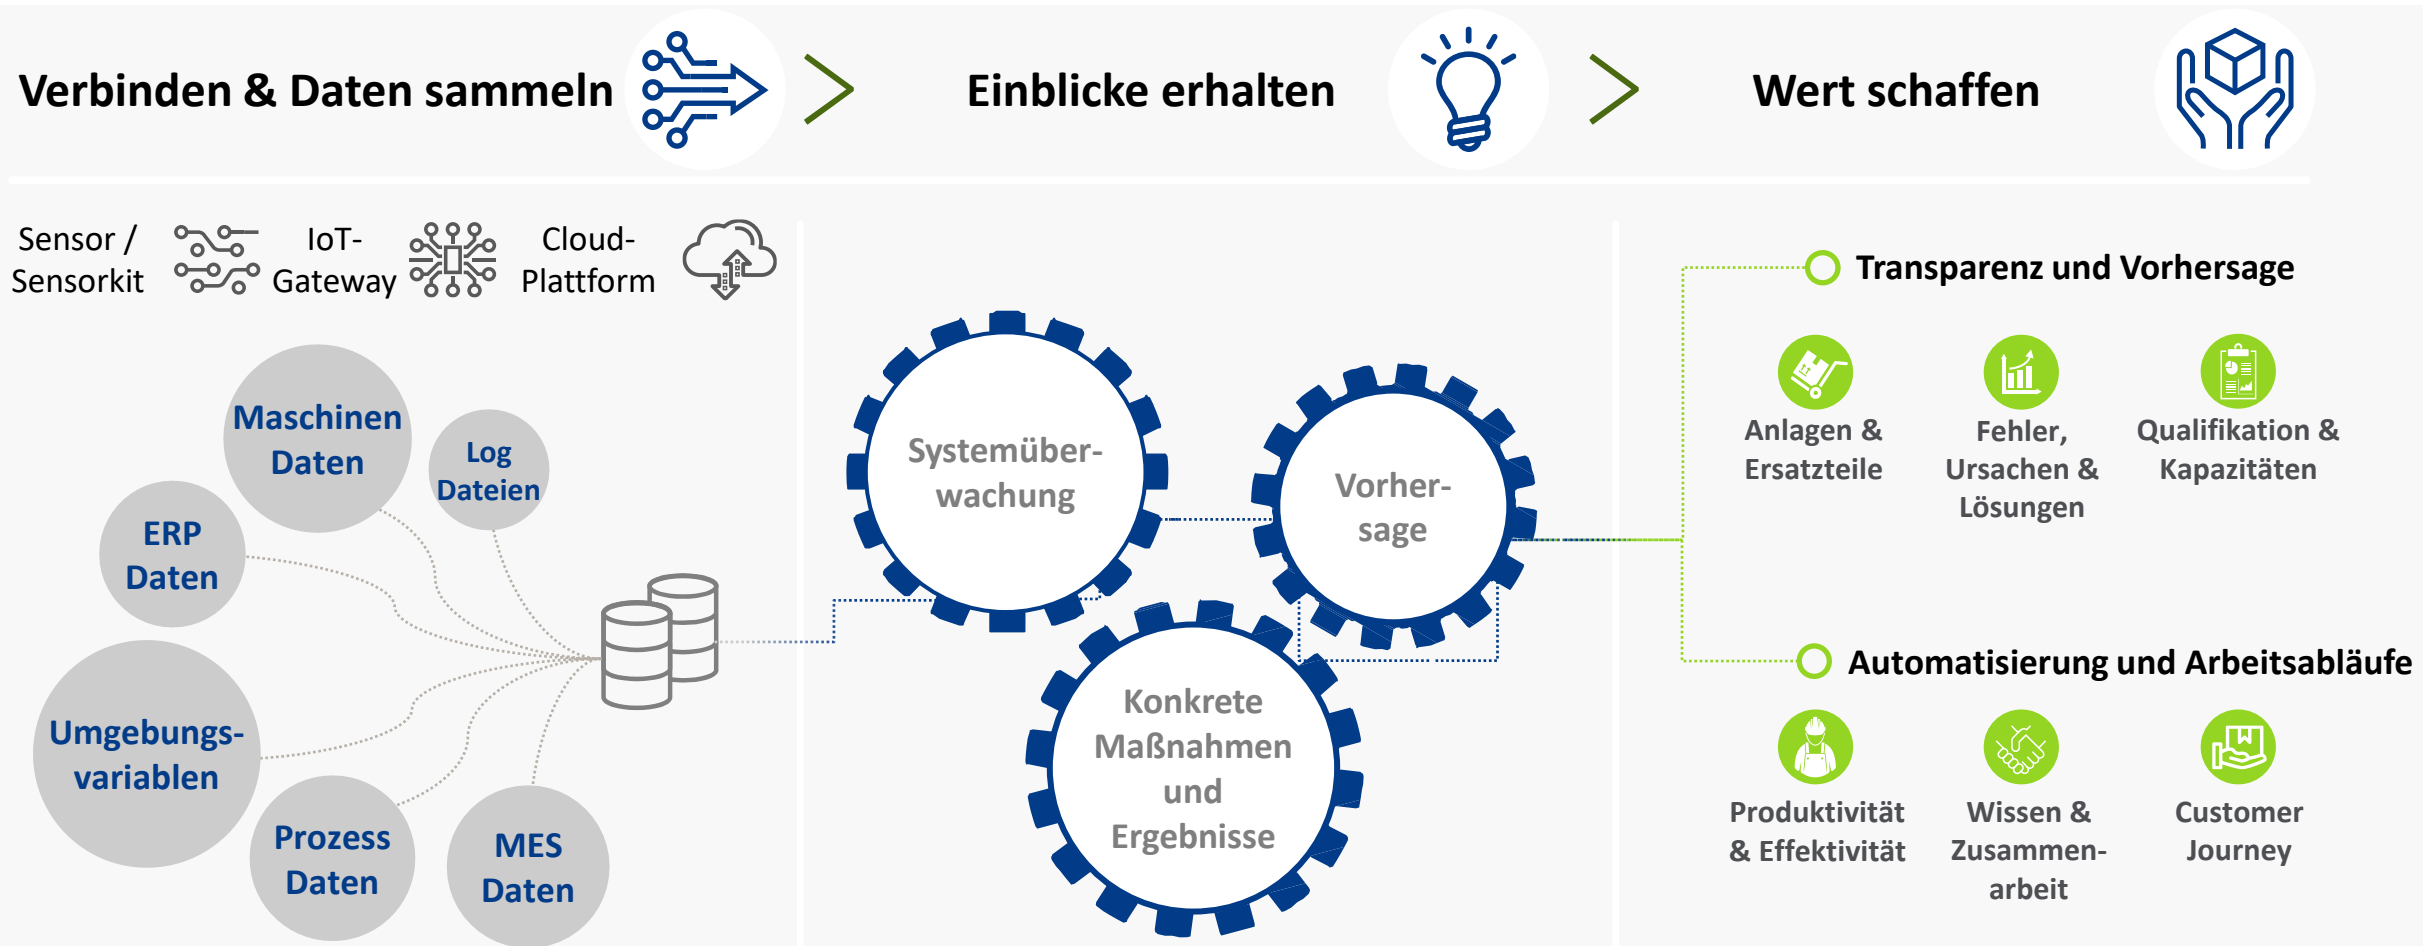 Verbinden & Daten sammeln
Einblicke erhalten
Wert schaffen
Sensor /
Sensorkit
IoT-
Gateway
Cloud-
Plattform
Maschinen
Daten
Log
Dateien
ERP
Daten
Umgebungs-
variablen
Prozess
Daten
MES
Daten
Systemüber-
wachung
Vorher-
sage
Konkrete
Maßnahmen
und
Ergebnisse
Transparenz und Vorhersage
Anlagen &
Ersatzteile
Fehler,
Ursachen &
Lösungen
Qualifikation &
Kapazitäten
Automatisierung und Arbeitsabläufe
Produktivität
& Effektivität
Wissen &
Zusammen-
arbeit
Customer
Journey